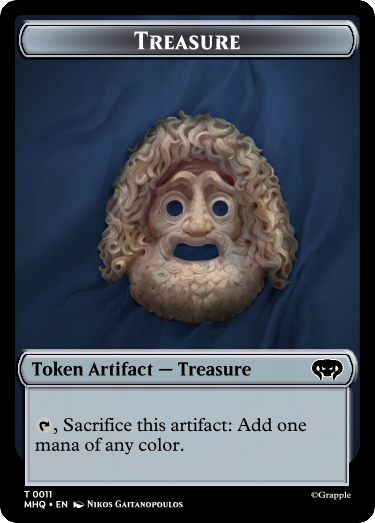 TREASURE
Token Artifact — Treasure
, Sacrifice this artifact: Add one
mana of any color.
T 0011
MHQ • EN NIKOS GAITANOPOULOS
©Grapple